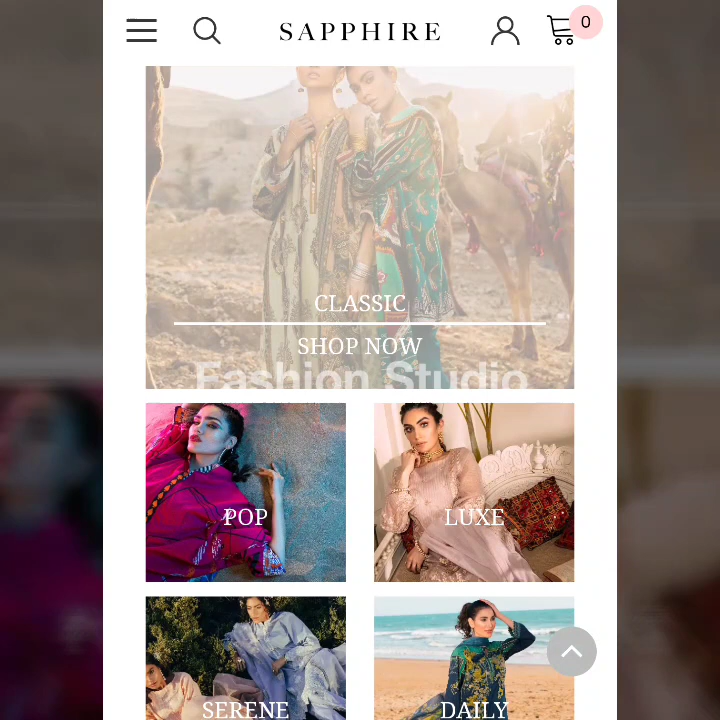 SAPPHIRE
0
CLASSIC
SHOP NOW
Fashion Studio
POP
LUXE
SERENE
DAILY